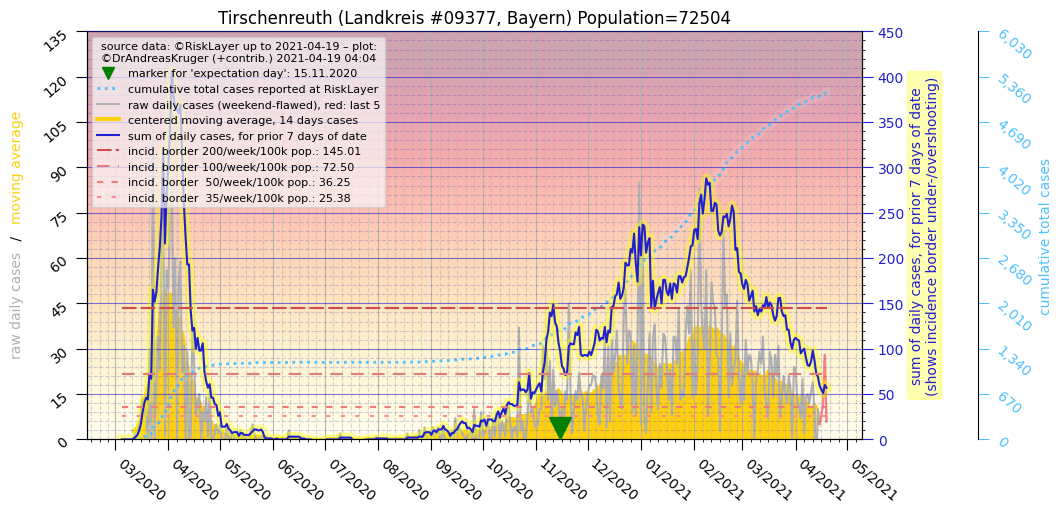 Tirschenreuth (Landkreis #09377, Bayern) Population=72504
source data: ©RiskLayer up to 2021-04-19 – plot:
©DrAndreasKruger (+contrib.) 2021-04-19 04:04
marker for 'expectation day': 15.11.2020
cumulative total cases reported at RiskLayer
raw daily cases (weekend-flawed), red: last 5
centered moving average, 14 days cases
sum of daily cases, for prior 7 days of date
incid. border 200/week/100k pop.: 145.01
incid. border 100/week/100k pop.: 72.50
incid. border  50/week/100k pop.: 36.25
incid. border  35/week/100k pop.: 25.38
raw daily cases / moving average
135
120
105
90
75
60
45
30
15
0
03/2020
04/2020
05/2020
06/2020
07/2020
08/2020
09/2020
10/2020
11/2020
12/2020
01/2021
02/2021
03/2021
04/2021
05/2021
450
400
350
300
250
200
150
100
50
0
sum of daily cases, for prior 7 days of date
(shows incidence border under-/overshooting)
6,030
5,360
4,690
4,020
3,350
2,680
2,010
1,340
670
0
cumulative total cases